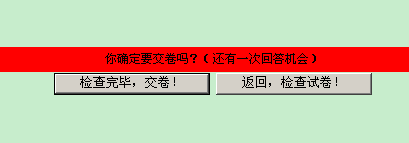 你确定要交卷吗？(还有一次回答机会)
检查完毕，交卷！
返回，检查试卷！